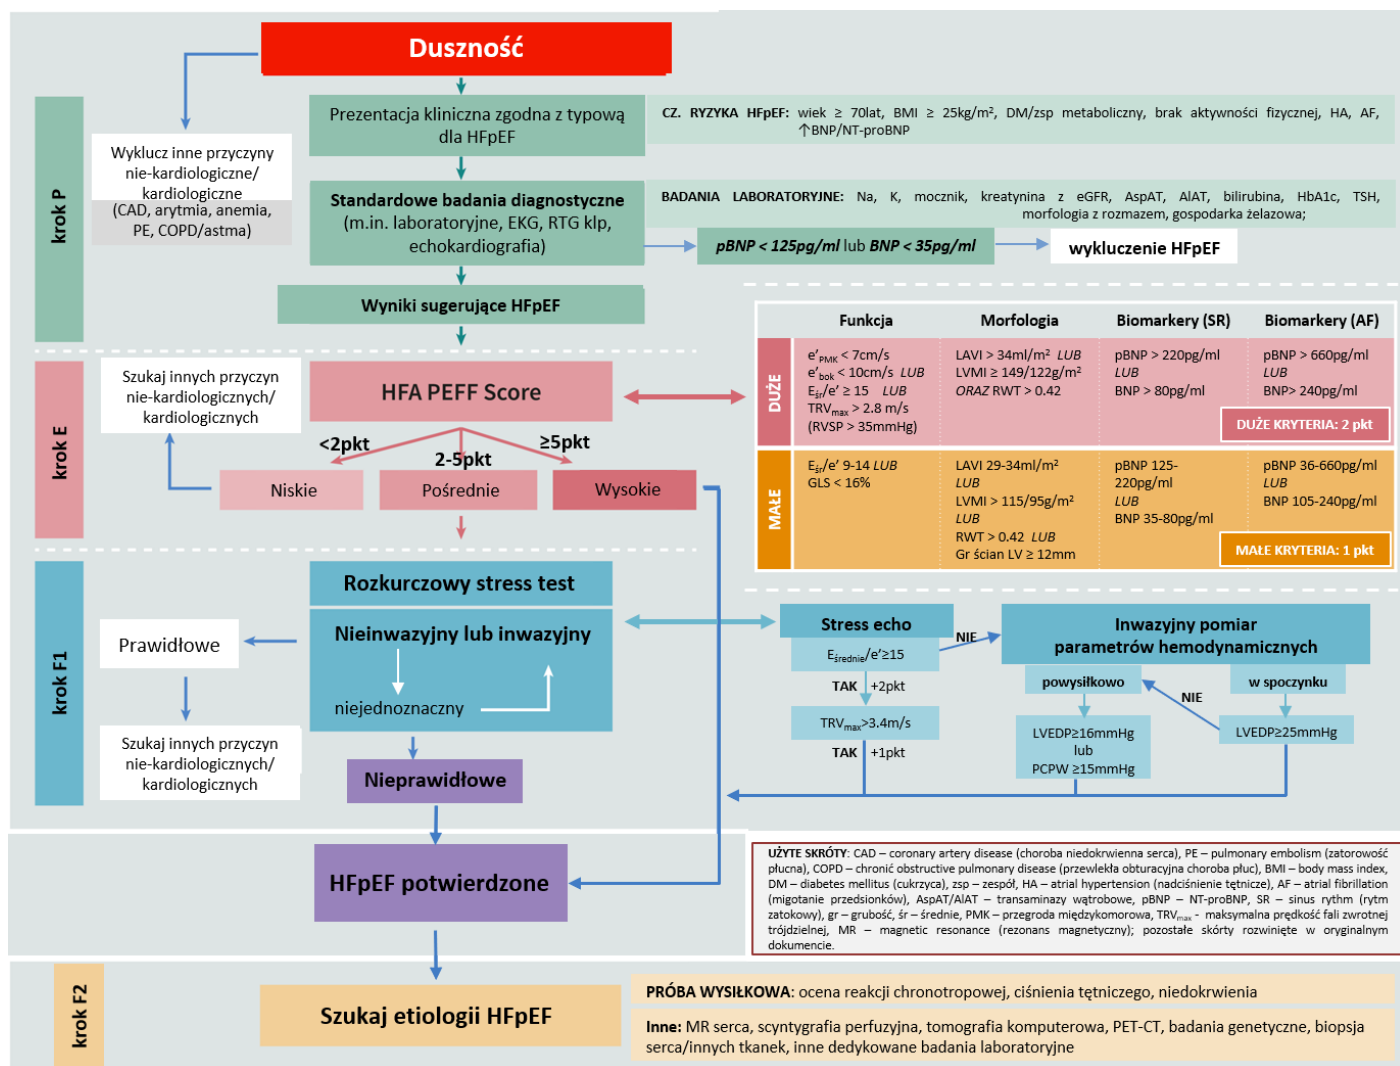 Duszność
krok P
Prezentacja kliniczna zgodna z typową
dla HFpEF
CZ. RYZYKA HFpEF: wiek ≥ 70lat, BMI ≥ 25kg/m², DM/zsp metaboliczny, brak aktywności fizycznej, HA, AF,
↑BNP/NT-proBNP
Wyklucz inne przyczyny
nie-kardiologiczne/
kardiologiczne
(CAD, arytmia, anemia,
PE, COPD/astma)
Standardowe badania diagnostyczne
(m.in. laboratoryjne, EKG, RTG klp,
echokardiografia)
BADANIA LABORATORYJNE: Na, K, mocznik, kreatynina z eGFR, AspAT, AlAT, bilirubina, HbA1c, TSH,
morfologia z rozmazem, gospodarka żelazowa;
pBNP < 125pg/ml lub BNP < 35pg/ml
wykluczenie HFpEF
Wyniki sugerujące HFpEF
krok E
Szukaj innych przyczyn
nie-kardiologicznych/
kardiologicznych
HFA PEFF Score
<2pkt
2-5pkt
≥5pkt
Niskie
Pośrednie
Wysokie
Funkcja
Morfologia
Biomarkery (SR)
Biomarkery (AF)
DUŻE
e’PMK < 7cm/s
e’bok < 10cm/s LUB
Eśr/e’ ≥ 15 LUB
TRVmax > 2.8 m/s
(RVSP > 35mmHg)
LAVI > 34ml/m² LUB
LVMI ≥ 149/122g/m²
ORAZ RWT > 0.42
pBNP > 220pg/ml
LUB
BNP > 80pg/ml
pBNP > 660pg/ml
LUB
BNP> 240pg/ml
DUŻE KRYTERIA: 2 pkt
MAŁE
Eśr/e’ 9-14 LUB
GLS < 16%
LAVI 29-34ml/m²
LUB
LVMI > 115/95g/m²
LUB
RWT > 0.42 LUB
Gr ścian LV ≥ 12mm
pBNP 125-
220pg/ml
LUB
BNP 35-80pg/ml
pBNP 36-660pg/ml
LUB
BNP 105-240pg/ml
MAŁE KRYTERIA: 1 pkt
krok F1
Rozkurczowy stress test
Nieinwazyjny lub inwazyjny
niejednoznaczny
Prawidłowe
Szukaj innych przyczyn
nie-kardiologicznych/
kardiologicznych
Nieprawidłowe
Stress echo
Eśrednie/e’≥15
NIE
TAK +2pkt
TRVmax>3.4m/s
TAK +1pkt
Inwazyjny pomiar
parametrów hemodynamicznych
powysiłkowo
NIE
w spoczynku
LVEDP≥16mmHg
lub
PCPW ≥15mmHg
LVEDP≥25mmHg
HFpEF potwierdzone
UŻYTE SKRÓTY: CAD – coronary artery disease (choroba niedokrwienna serca), PE – pulmonary embolism (zatorowość
płucna), COPD – chronić obstructive pulmonary disease (przewlekła obturacyjna choroba płuc), BMI – body mass index,
DM – diabetes mellitus (cukrzyca), zsp – zespół, HA – atrial hypertension (nadciśnienie tętnicze), AF – atrial fibrillation
(migotanie przedsionków), AspAT/AlAT – transaminazy wątrobowe, pBNP – NT-proBNP, SR – sinus rythm (rytm
zatokowy), gr – grubość, śr – średnie, PMK – przegroda międzykomorowa, TRVmax - maksymalna prędkość fali zwrotnej
trójdzielnej, MR – magnetic resonance (rezonans magnetyczny); pozostałe skórty rozwinięte w oryginalnym
dokumencie.
krok F2
Szukaj etiologii HFpEF
PRÓBA WYSIŁKOWA: ocena reakcji chronotropowej, ciśnienia tętniczego, niedokrwienia
Inne: MR serca, scyntygrafia perfuzyjna, tomografia komputerowa, PET-CT, badania genetyczne, biopsja
serca/innych tkanek, inne dedykowane badania laboratoryjne